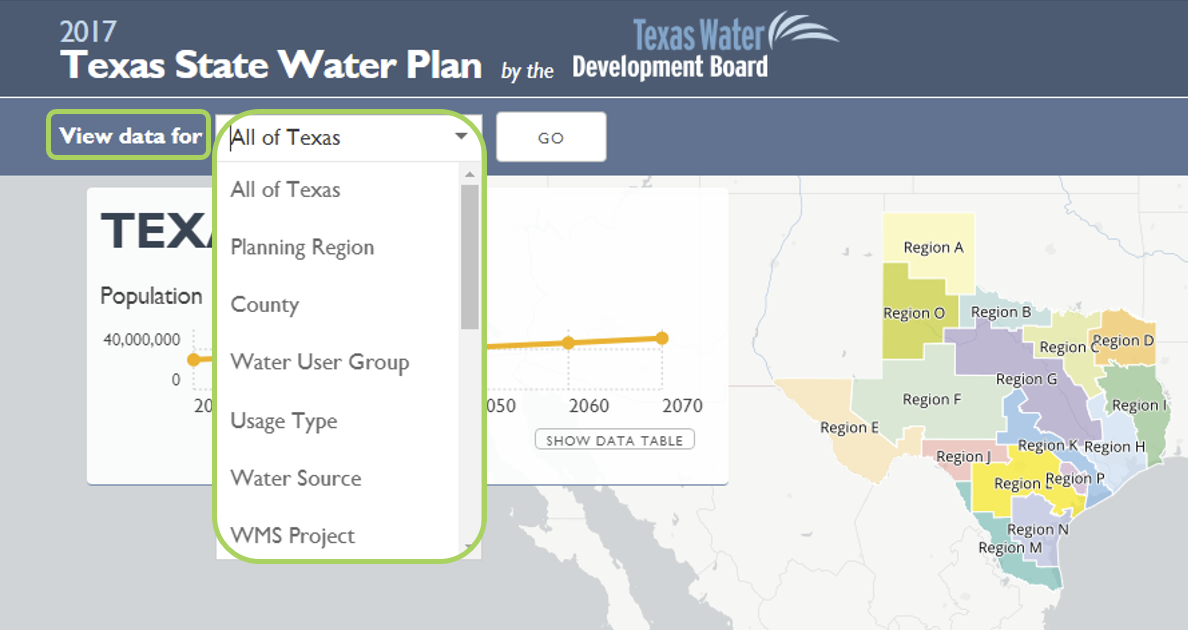 2017
Texas State Water Plan by the
Texas Water
Development Board
View data for
All of Texas
GO
All of Texas
Planning Region
County
Water User Group
Usage Type
Water Source
WMS Project
Population
40,000,000
0
2060
2070
SHOW DATA TABLE
Region A
Region O
Region B
Region C
Region D
Region G
Region F
Region I
Region E
Region K
Region H
Region J
Region L
Region P
Region N
Region M